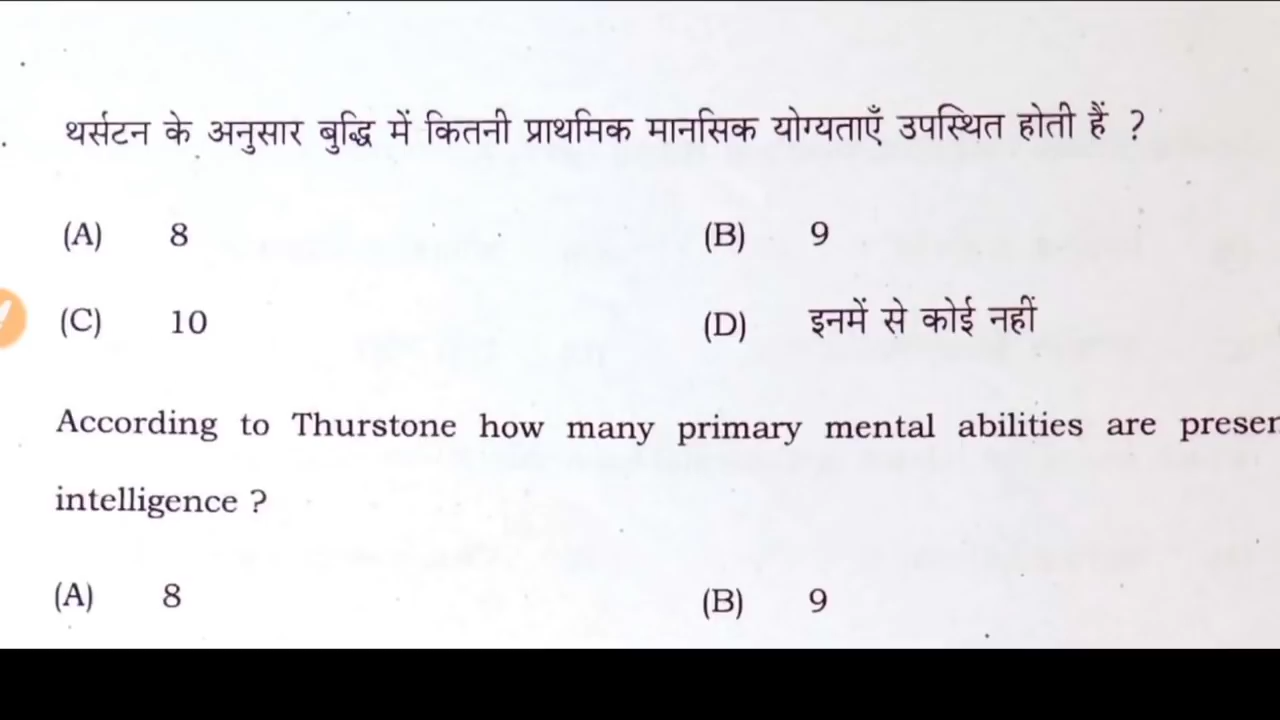 थर्सटन के अनुसार बुद्धि में कितनी प्राथमिक मानसिक योग्यताएँ उपस्थित होती हैं ?
(A) 8 (B) 9
(C) 10 (D) इनमें से कोई नहीं
According to Thurstone how many primary mental abilities are
intelligence ?
(A) 8 (B) 9